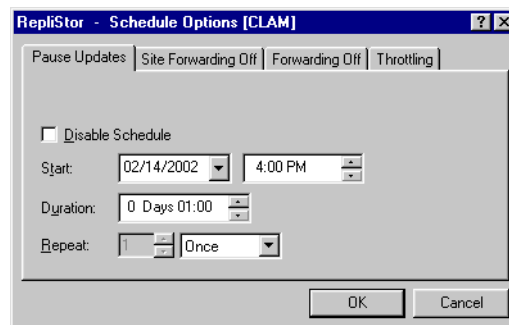 RepliStor - Schedule Options [CLAM]
Pause Updates Site Forwarding Off Forwarding Off Throttling
Disable Schedule
Start: 02/14/2002 4:00 PM
Duration: 0 Days 01:00
Repeat: 1 Once
OK Cancel